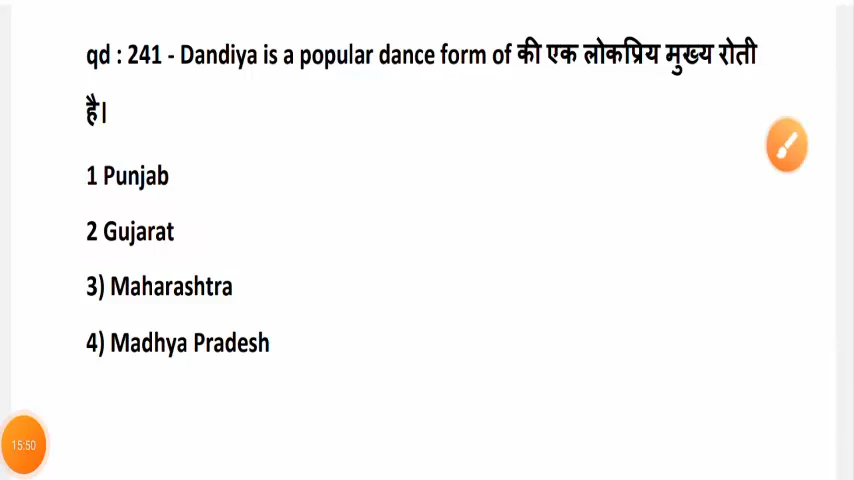 qd : 241 - Dandiya is a popular dance form of की एक लोकप्रिय मुख्य रोती
है।
1 Punjab
2 Gujarat
3) Maharashtra
4) Madhya Pradesh
15:50